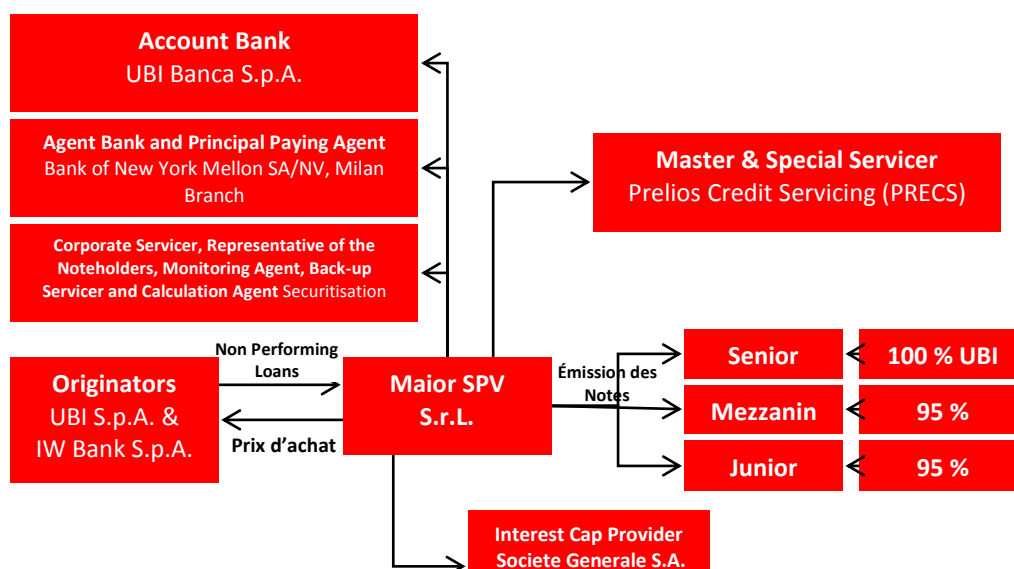 Account Bank
UBI Banca S.p.A.
Agent Bank and Principal Paying Agent
Bank of New York Mellon SA/NV, Milan
Branch
Master & Special Servicer
Prelios Credit Servicing (PRECS)
Corporate Servicer, Representative of the
Noteholders, Monitoring Agent, Back-up
Servicer and Calculation Agent Securitisation
Originators
UBI S.p.A. &
IW Bank S.p.A.
Non Performing
Loans
Prix d’achat
Maior SPV
S.r.L.
Émission des
Notes
Senior
100 % UBI
Mezzanin
95 %
Junior
95 %
Interest Cap Provider
Societe Generale S.A.